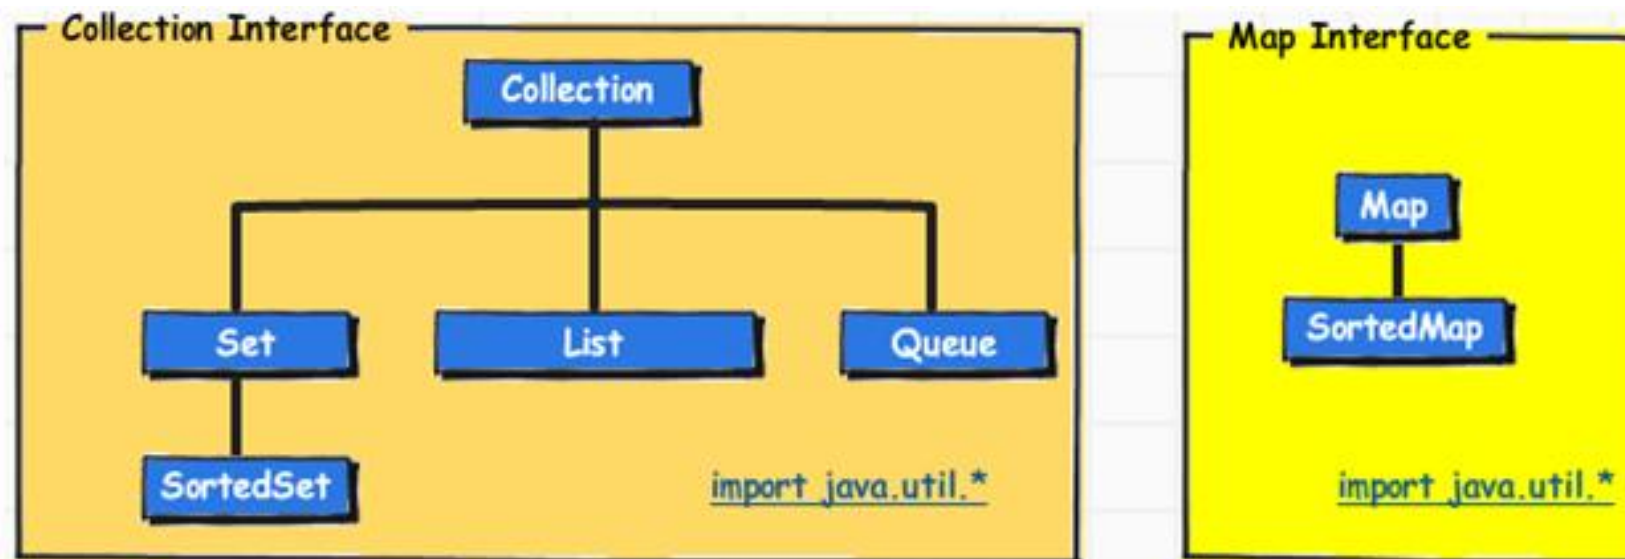 Collection Interface
Collection
Set
List
Queue
SortedSet
import java.util.*
Map Interface
Map
SortedMap
import java.util.*